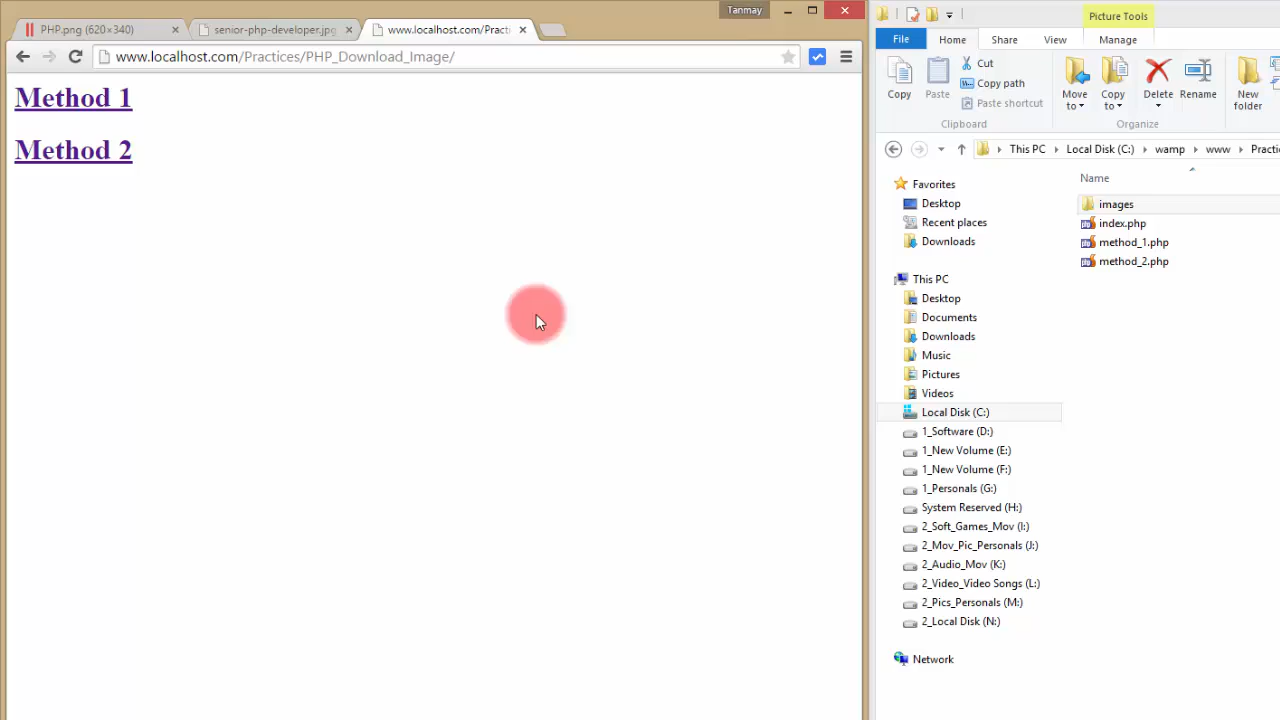 Tanmay
PHP.png (620×340)
senior-php-developer.jpg
www.localhost.com/Practi
www.localhost.com/Practices/PHP_Download_Image/
Method 1
Method 2
Picture Tools
File
Home
Share
View
Manage
Copy
Paste
Cut
Copy path
Paste shortcut
Move to
Copy to
Delete
Rename
New folder
Clipboard
Organize
This PC
Local Disk (C:)
wamp
www
Practic
Name
images
index.php
method_1.php
method_2.php
Favorites
Desktop
Recent places
Downloads
This PC
Desktop
Documents
Downloads
Music
Pictures
Videos
Local Disk (C:)
1_Software (D:)
1_New Volume (E:)
1_New Volume (F:)
1_Personals (G:)
System Reserved (H:)
2_Soft_Games_Mov (I:)
2_Mov_Pic_Personals (J:)
2_Audio_Mov (K:)
2_Video_Video Songs (L:)
2_Pics_Personals (M:)
2_Local Disk (N:)
Network